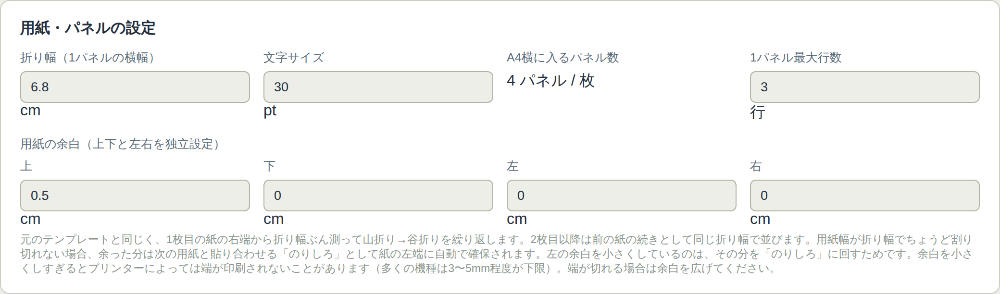 用紙・パネルの設定
折り幅（1パネルの横幅）
6.8
cm
文字サイズ
30
pt
A4横に入るパネル数
4 パネル / 枚
1パネル最大行数
3
行
用紙の余白（上下と左右を独立設定）
上
0.5
cm
下
0
cm
左
0
cm
右
0
cm
元のテンプレートと同じく、1枚目の紙の右端から折り幅ぶん測って山折り→谷折りを繰り返します。2枚目以降は前の紙の続きとして同じ折り幅で並びます。用紙幅が折り幅でちょうど割り
切れない場合、余った分は次の用紙と貼り合わせる「のりしろ」として紙の左端に自動で確保されます。左の余白を小さくしているのは、その分を「のりしろ」に回すためです。余白を小さ
くしすぎるとプリンターによっては端が印刷されないことがあります（多くの機種は3〜5mm程度が下限）。端が切れる場合は余白を広げてください。